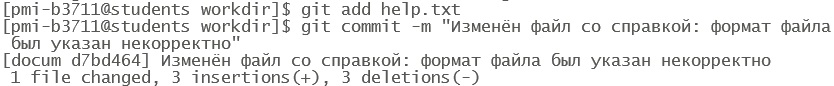 [pmi-b3711@students workdir]$ git add help.txt
[pmi-b3711@students workdir]$ git commit -m "Изменён файл со справкой: формат файла
был указан некорректно"
[docum d7bd464] Изменён файл со справкой: формат файла был указан некорректно
1 file changed, 3 insertions(+), 3 deletions(-)